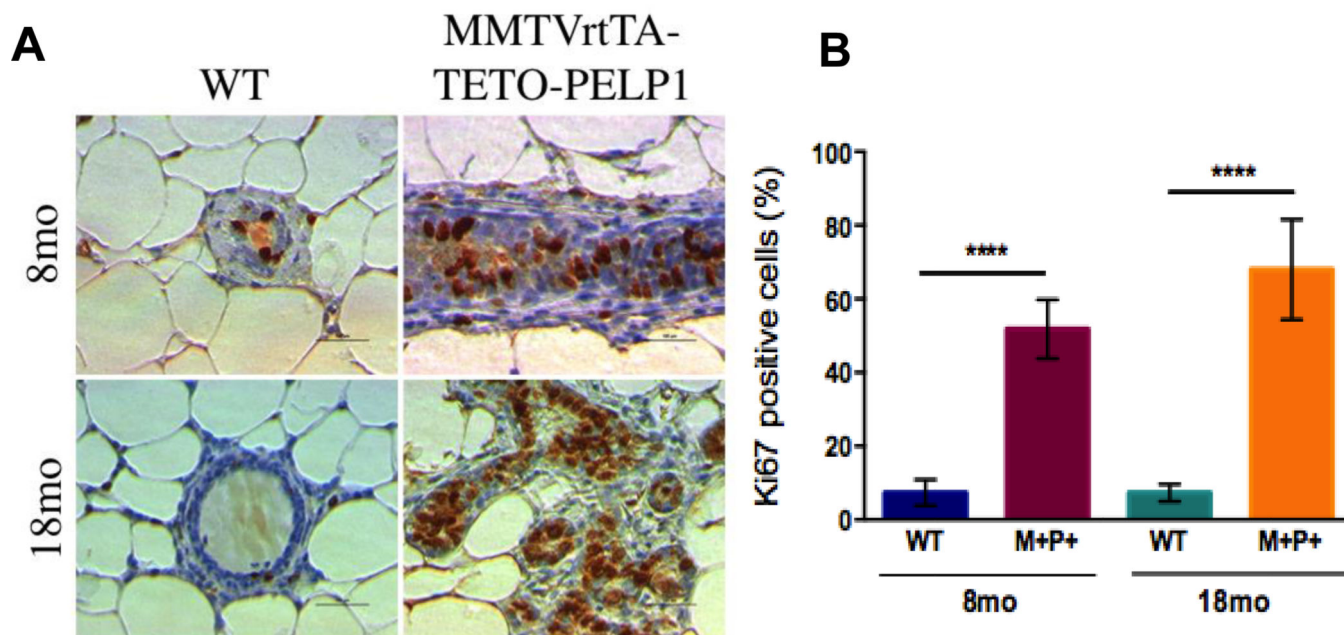 A
WT
MMTVrtTA-
TETO-PELP1
8mo
18mo
B
Ki67 positive cells (%)
100
80
60
40
20
0
****
****
WT
M+P+
WT
M+P+
8mo
18mo